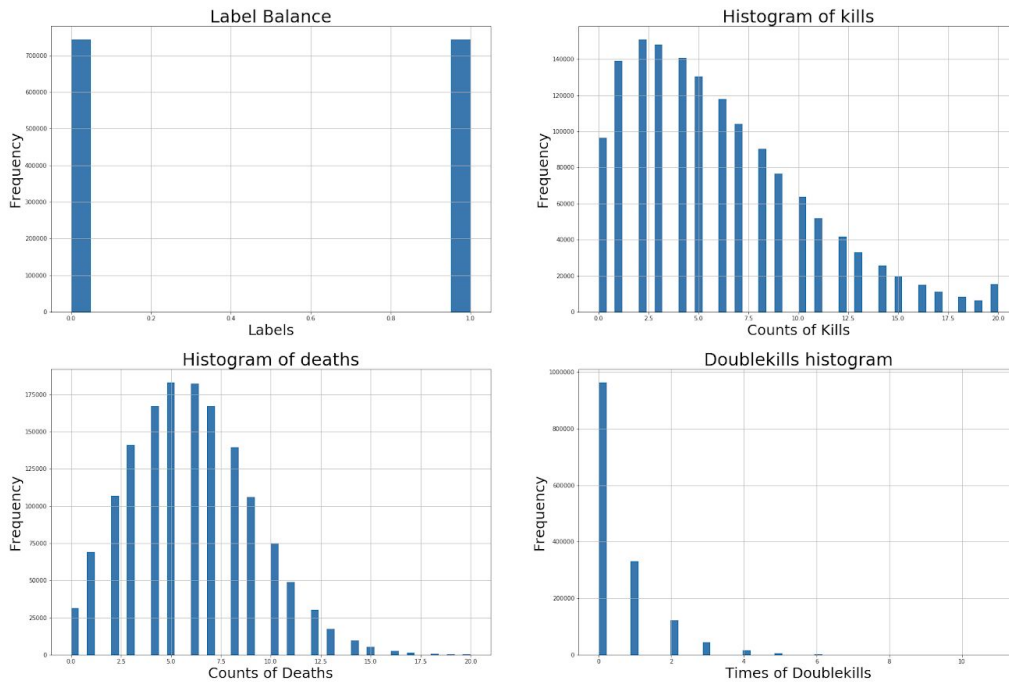 Label Balance
Frequency
700000
600000
500000
400000
300000
200000
100000
0
0.0 0.2 0.4 0.6 0.8 1.0
Labels
Histogram of kills
Frequency
140000
120000
100000
80000
60000
40000
20000
0
0.0 2.5 5.0 7.5 10.0 12.5 15.0 17.5 20.0
Counts of Kills
Histogram of deaths
Frequency
175000
150000
125000
100000
75000
50000
25000
0
0.0 2.5 5.0 7.5 10.0 12.5 15.0 17.5 20.0
Counts of Deaths
Doublekills histogram
Frequency
1000000
800000
600000
400000
200000
0
0 2 4 6 8 10
Times of Doublekills